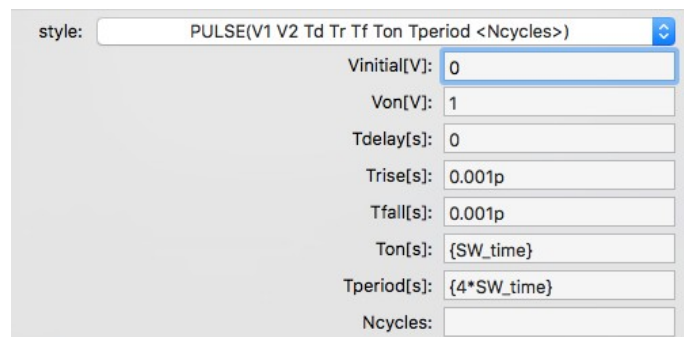 style: PULSE(V1 V2 Td Tr Tf Ton Tperiod <Ncycles>)
Vinitial[V]: 0
Von[V]: 1
Tdelay[s]: 0
Trise[s]: 0.001p
Tfall[s]: 0.001p
Ton[s]: {SW_time}
Tperiod[s]: {4*SW_time}
Ncycles: